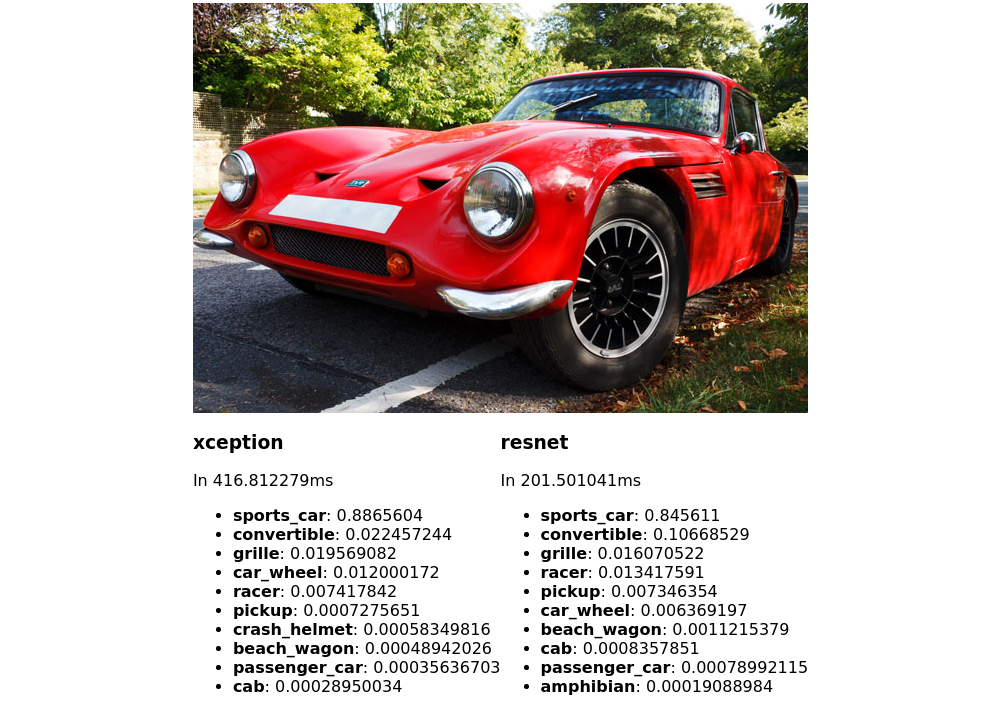 TVR
xception
In 416.812279ms
• sports_car: 0.8865604
• convertible: 0.022457244
• grille: 0.019569082
• car_wheel: 0.012000172
• racer: 0.007417842
• pickup: 0.0007275651
• crash_helmet: 0.00058349816
• beach_wagon: 0.00048942026
• passenger_car: 0.00035636703
• cab: 0.00028950034
resnet
In 201.501041ms
• sports_car: 0.845611
• convertible: 0.10668529
• grille: 0.016070522
• racer: 0.013417591
• pickup: 0.007346354
• car_wheel: 0.006369197
• beach_wagon: 0.0011215379
• cab: 0.0008357851
• passenger_car: 0.00078992115
• amphibian: 0.00019088984